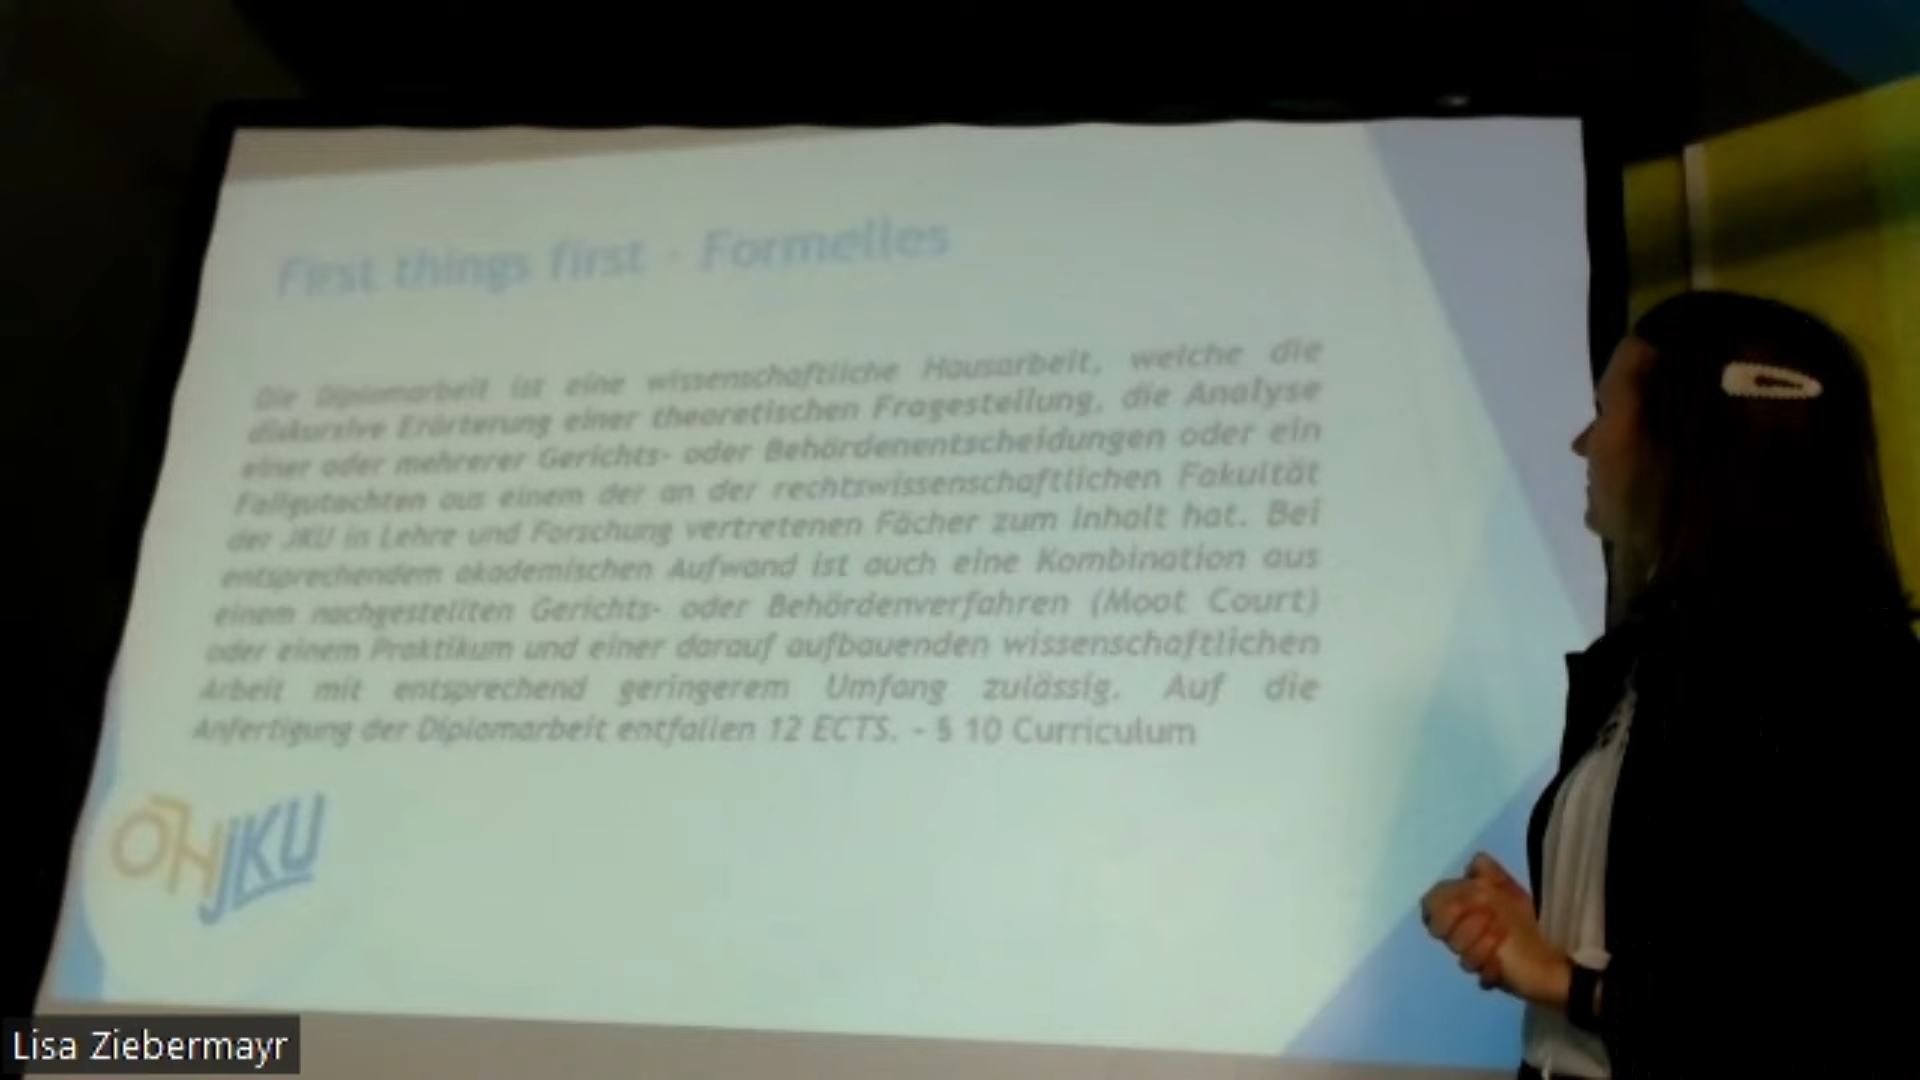 First things first - Formelles
Die Diplomarbeit ist eine wissenschaftliche Hausarbeit, welche die
diskursive Erörterung einer theoretischen Fragestellung, die Analyse
einer oder mehrerer Gerichts- oder Behördenentscheidungen oder ein
Fallgutachten aus einem der an der rechtswissenschaftlichen Fakultät
der JKU in Lehre und Forschung vertretenen Fächer zum Inhalt hat. Bei
entsprechendem akademischen Aufwand ist auch eine Kombination aus
einem nachgestellten Gerichts- oder Behördenverfahren (Moot Court)
oder einem Praktikum und einer darauf aufbauenden wissenschaftlichen
Arbeit mit entsprechend geringerem Umfang zulässig. Auf die
Anfertigung der Diplomarbeit entfallen 12 ECTS. - § 10 Curriculum
ÖH JKU
Lisa Ziebermayr